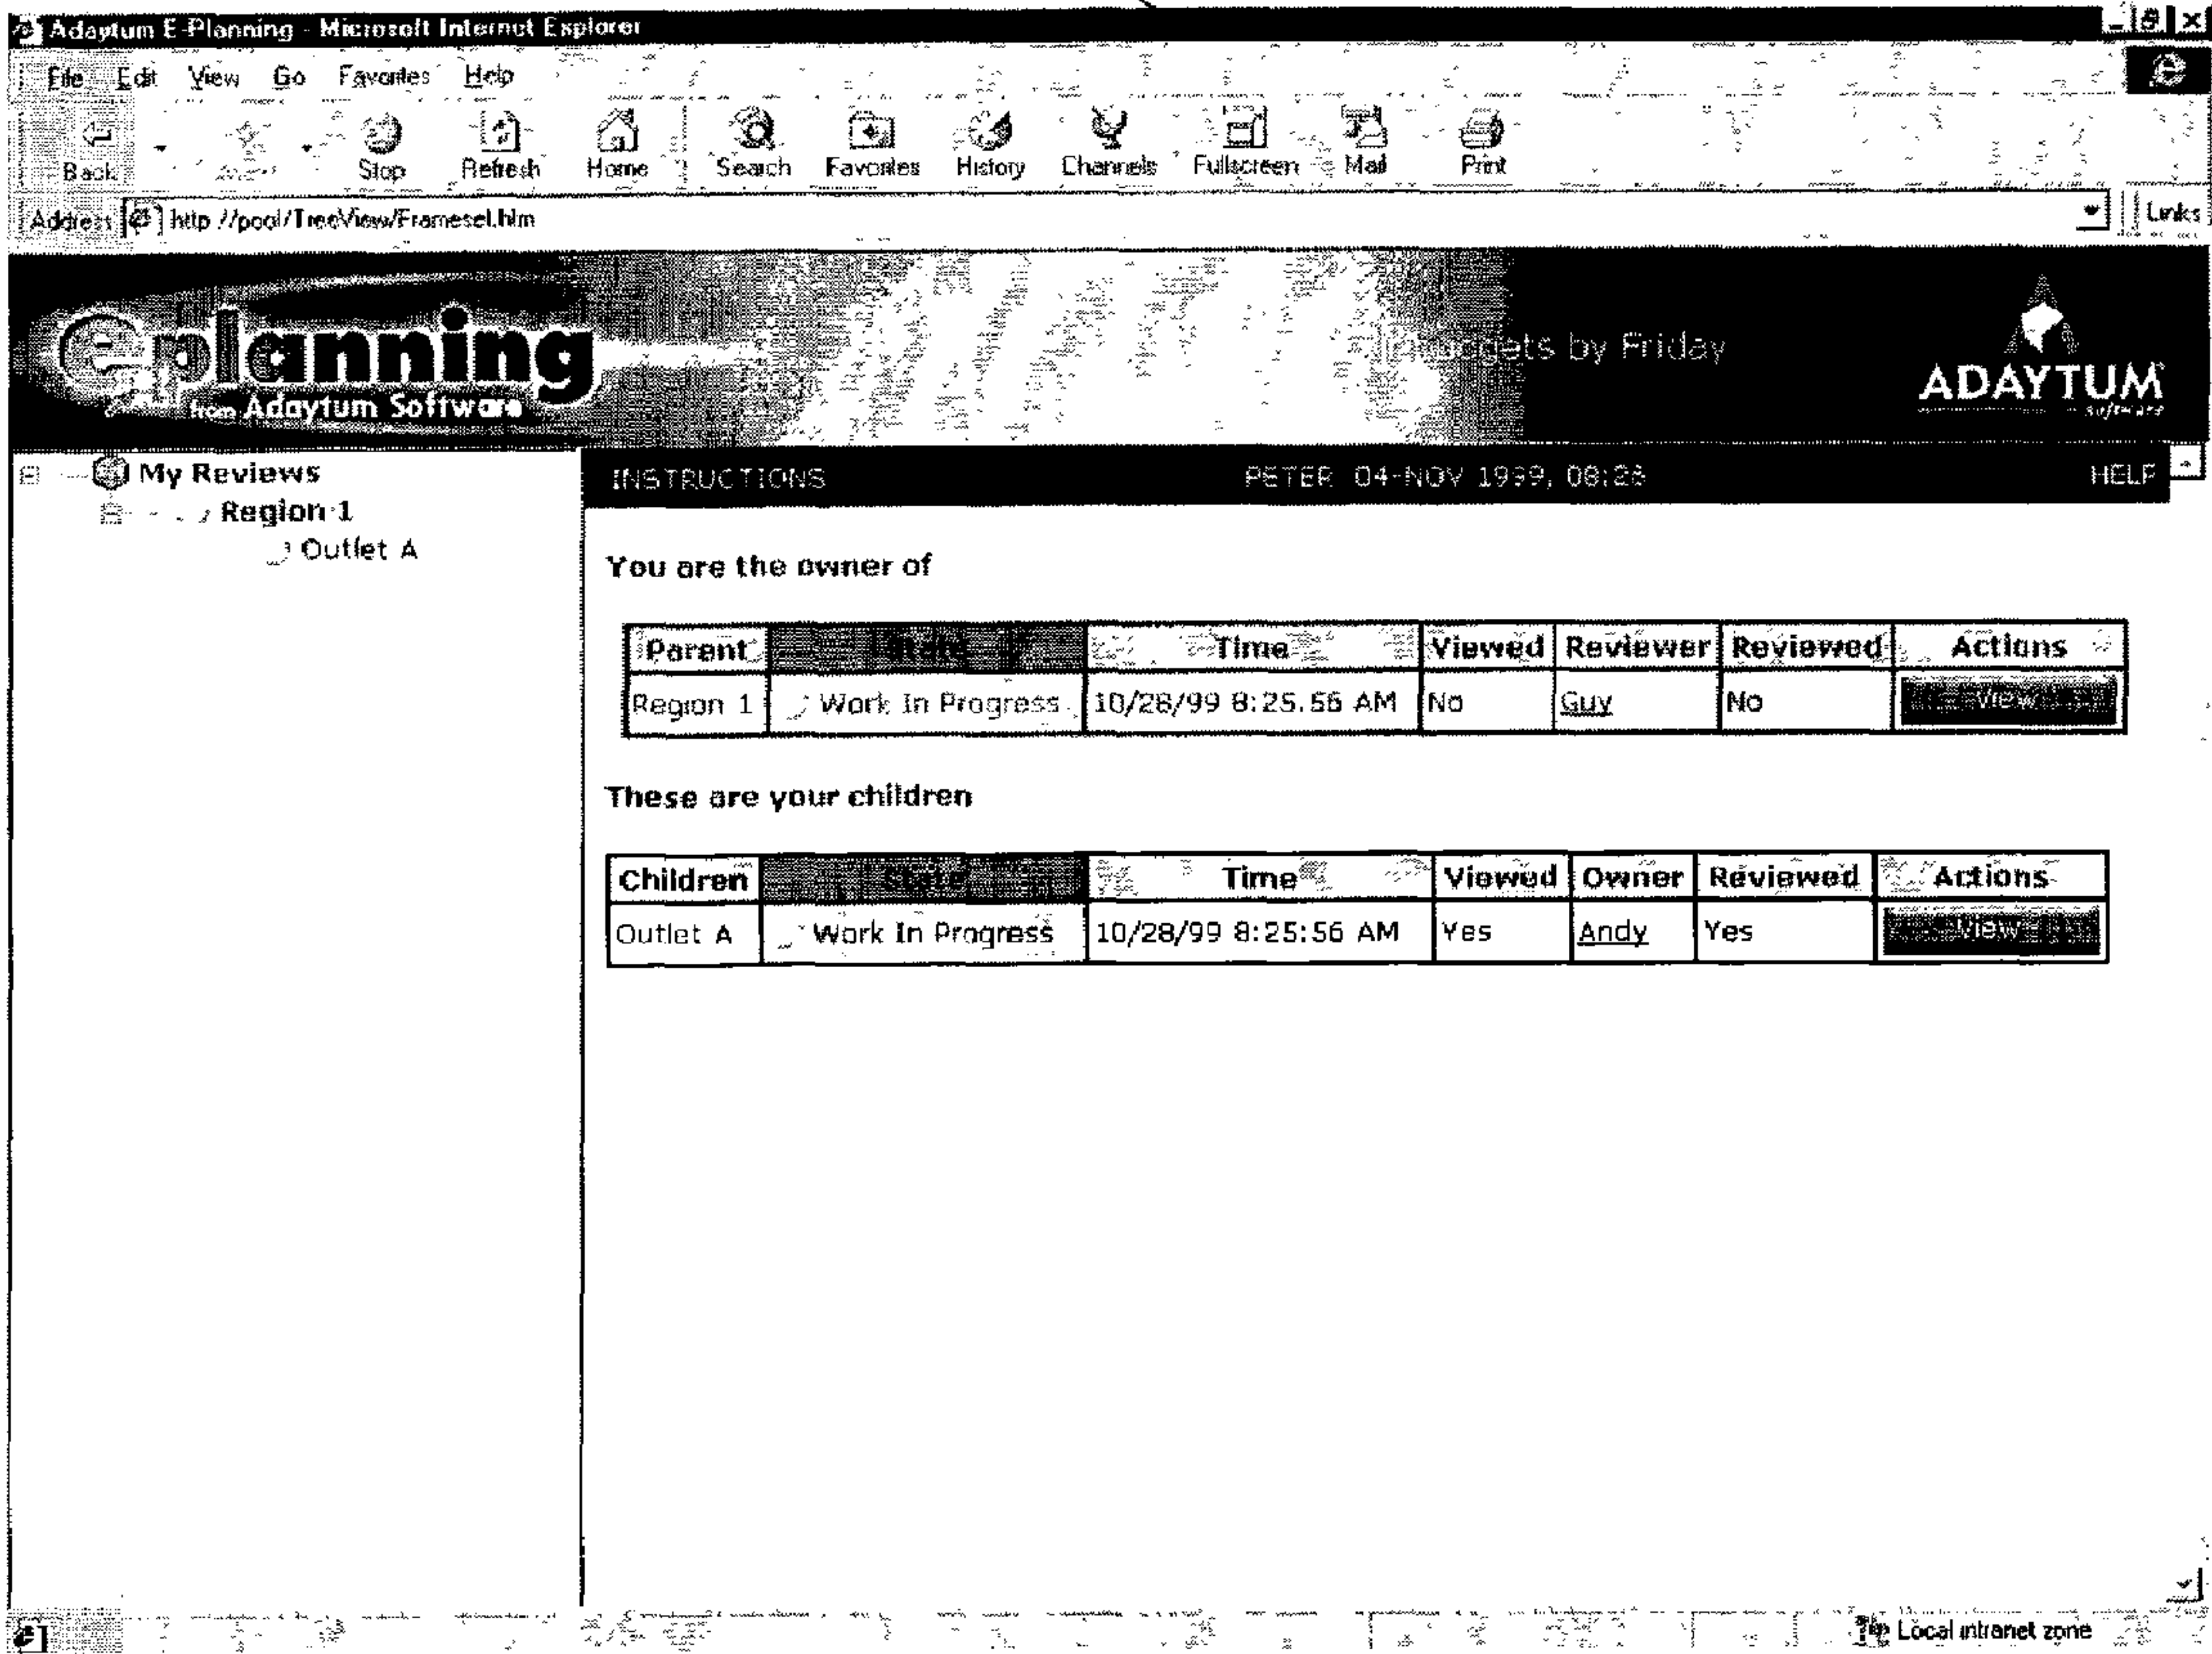 Adaytum E-Planning - Microsoft Internet Explorer
File Edit View Go Favorites Help
Back Stop Refresh Home Search Favorites History Channels Fullscreen Mail Print
Address http://pool/TreeView/Frameset.htm Links
eplanning
from Adaytum Software
by Friday
ADAYTUM
software
My Reviews
Region 1
Outlet A
INSTRUCTIONS PETER 04-NOV 1999, 08:26 HELP
You are the owner of
Parent State Time Viewed Reviewer Reviewed Actions
Region 1 Work In Progress 10/28/99 8:25:56 AM No Guy No View
These are your children
Children State Time Viewed Owner Reviewed Actions
Outlet A Work In Progress 10/28/99 8:25:56 AM Yes Andy Yes View
Local intranet zone